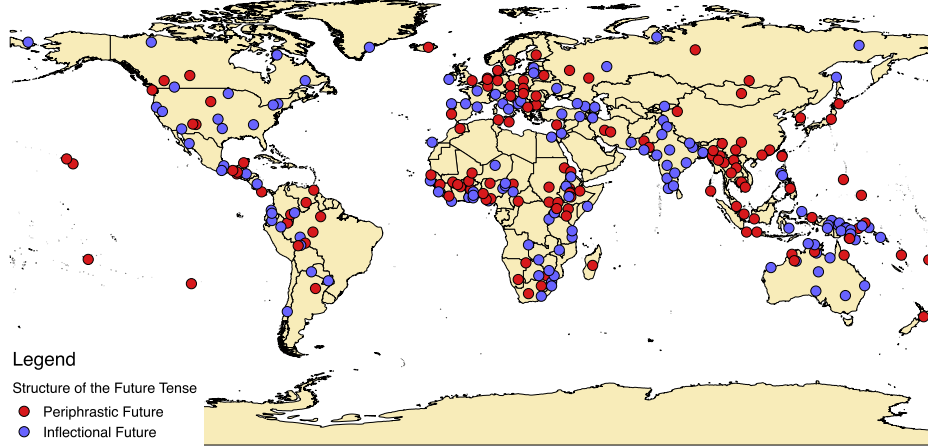 Legend
Structure of the Future Tense
Periphrastic Future
Inflectional Future